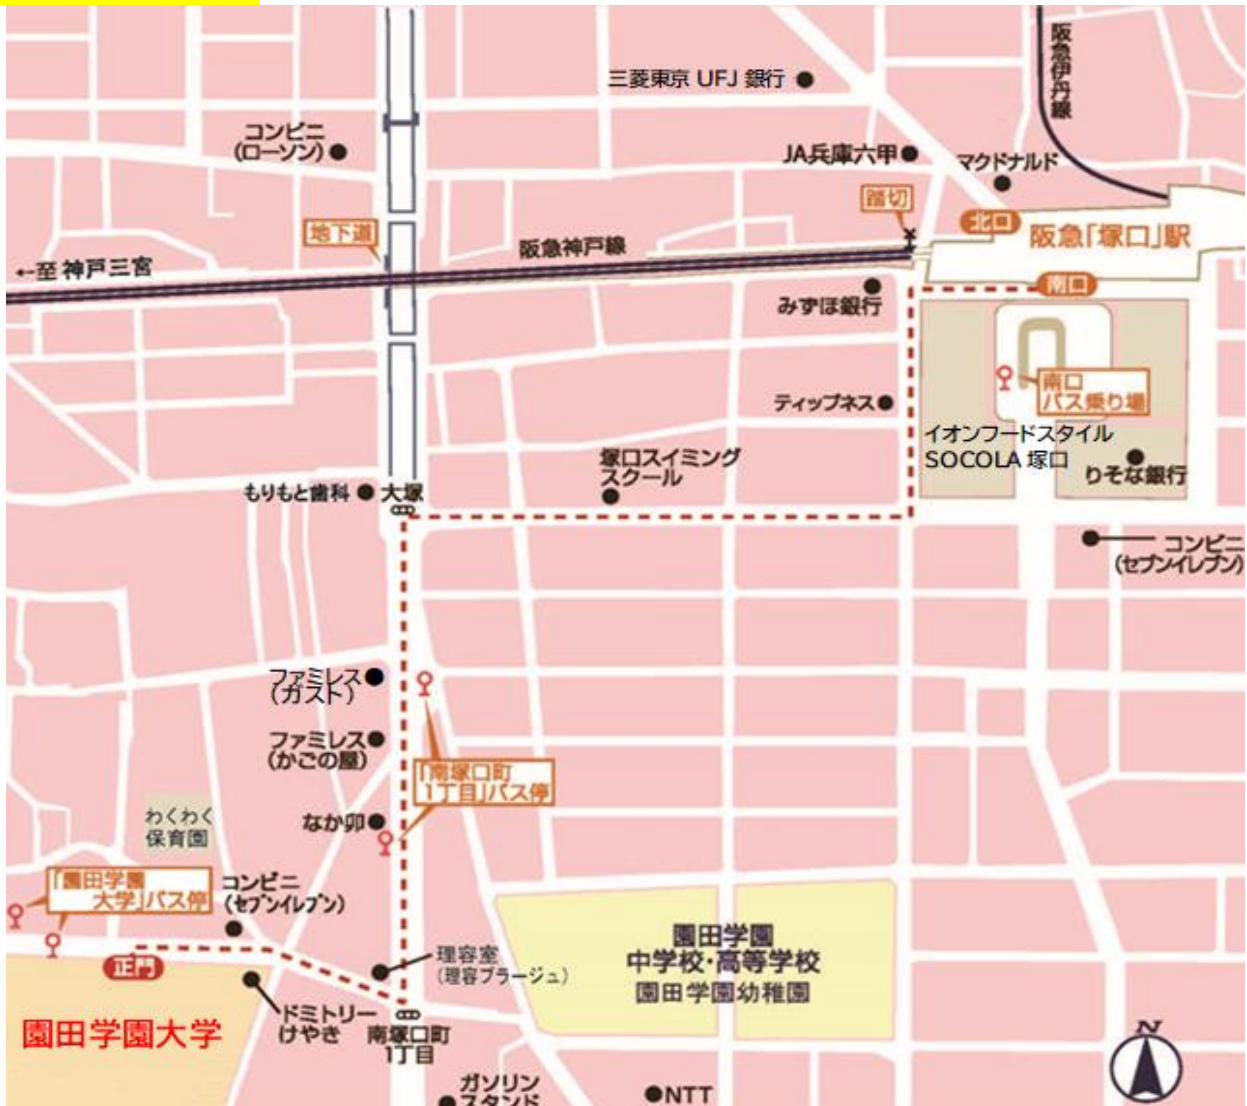 阪急伊丹線
三菱東京 UFJ 銀行
コンビニ
(ローソン)
JA兵庫六甲
マクドナルド
踏切
北口
地下道
阪急神戸線
阪急「塚口」駅
←至 神戸三宮
南口
みずほ銀行
南口
バス乗り場
ティップネス
イオンフードスタイル
SOCOLA 塚口
りそな銀行
塚口スイミング
スクール
もりもと歯科
大塚
コンビニ
(セブンイレブン)
ファミレス
(ガスト)
ファミレス
(かごの屋)
「南塚口町
1丁目」バス停
なか卯
わくわく
保育園
「園田学園
大学」バス停
コンビニ
(セブンイレブン)
園田学園
中学校・高等学校
園田学園幼稚園
理容室
(理容プラージュ)
正門
ドミトリー
けやき
南塚口町
1丁目
園田学園大学
N
ガソリン
スタンド
NTT